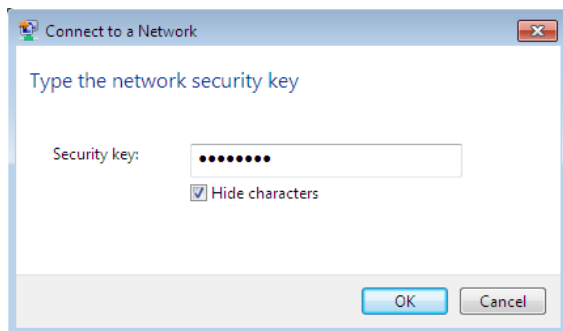 Connect to a Network
Type the network security key
Security key: ••••••••
Hide characters
OK Cancel